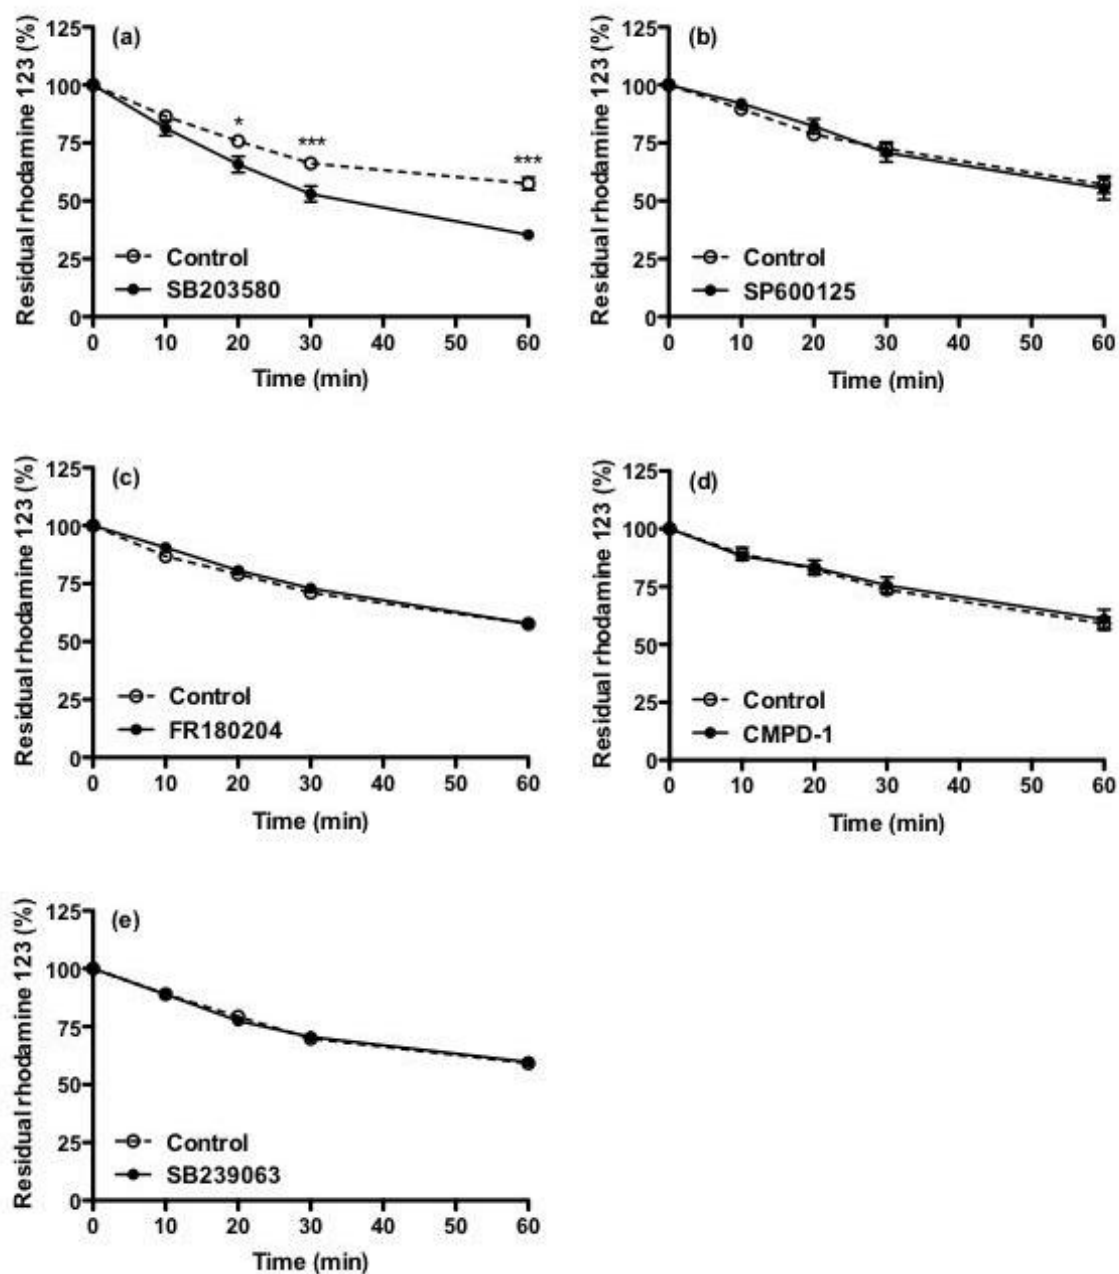 (a)
Residual rhodamine 123 (%)
125
100
75
50
25
0
*
***
***
Control
SB203580
0 10 20 30 40 50 60
Time (min)
(b)
Residual rhodamine 123 (%)
125
100
75
50
25
0
Control
SP600125
0 10 20 30 40 50 60
Time (min)
(c)
Residual rhodamine 123 (%)
125
100
75
50
25
0
Control
FR180204
0 10 20 30 40 50 60
Time (min)
(d)
Residual rhodamine 123 (%)
125
100
75
50
25
0
Control
CMPD-1
0 10 20 30 40 50 60
Time (min)
(e)
Residual rhodamine 123 (%)
125
100
75
50
25
0
Control
SB239063
0 10 20 30 40 50 60
Time (min)